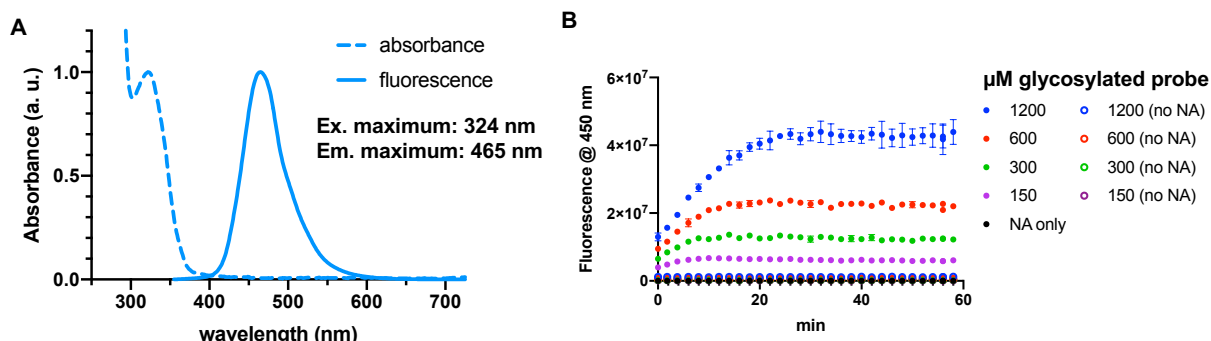 A
absorbance
fluorescence
Ex. maximum: 324 nm
Em. maximum: 465 nm
Absorbance (a. u.)
1.0
0.5
0.0
300 400 500 600 700
wavelength (nm)
B
Fluorescence @ 450 nm
6×10⁷
4×10⁷
2×10⁷
0
0 20 40 60
min
µM glycosylated probe
1200 1200 (no NA)
600 600 (no NA)
300 300 (no NA)
150 150 (no NA)
NA only